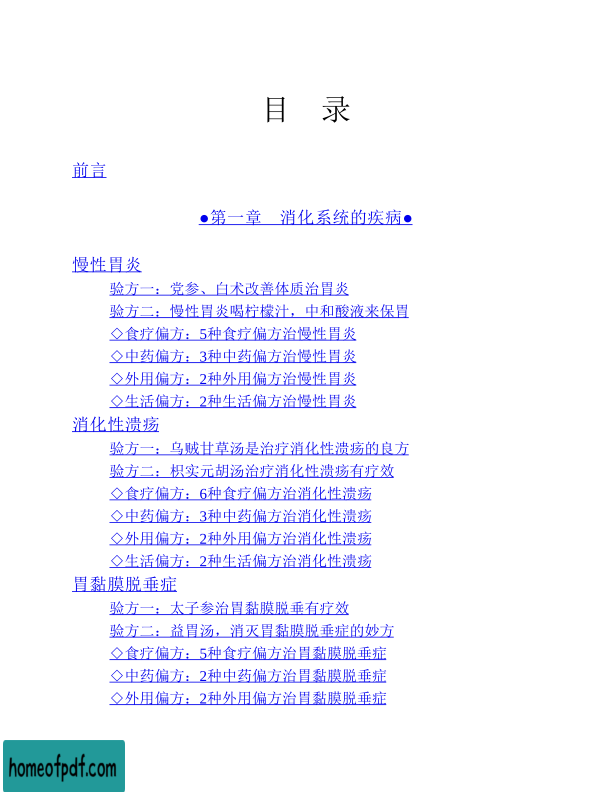 目　录
前言
●第一章　消化系统的疾病●
慢性胃炎
验方一：党参、白术改善体质治胃炎
验方二：慢性胃炎喝柠檬汁，中和酸液来保胃
◇食疗偏方：5种食疗偏方治慢性胃炎
◇中药偏方：3种中药偏方治慢性胃炎
◇外用偏方：2种外用偏方治慢性胃炎
◇生活偏方：2种生活偏方治慢性胃炎
消化性溃疡
验方一：乌贼甘草汤是治疗消化性溃疡的良方
验方二：枳实元胡汤治疗消化性溃疡有疗效
◇食疗偏方：6种食疗偏方治消化性溃疡
◇中药偏方：3种中药偏方治消化性溃疡
◇外用偏方：2种外用偏方治消化性溃疡
◇生活偏方：2种生活偏方治消化性溃疡
胃黏膜脱垂症
验方一：太子参治胃黏膜脱垂有疗效
验方二：益胃汤，消灭胃黏膜脱垂症的妙方
◇食疗偏方：5种食疗偏方治胃黏膜脱垂症
◇中药偏方：2种中药偏方治胃黏膜脱垂症
◇外用偏方：2种外用偏方治胃黏膜脱垂症
homeofpdf.com